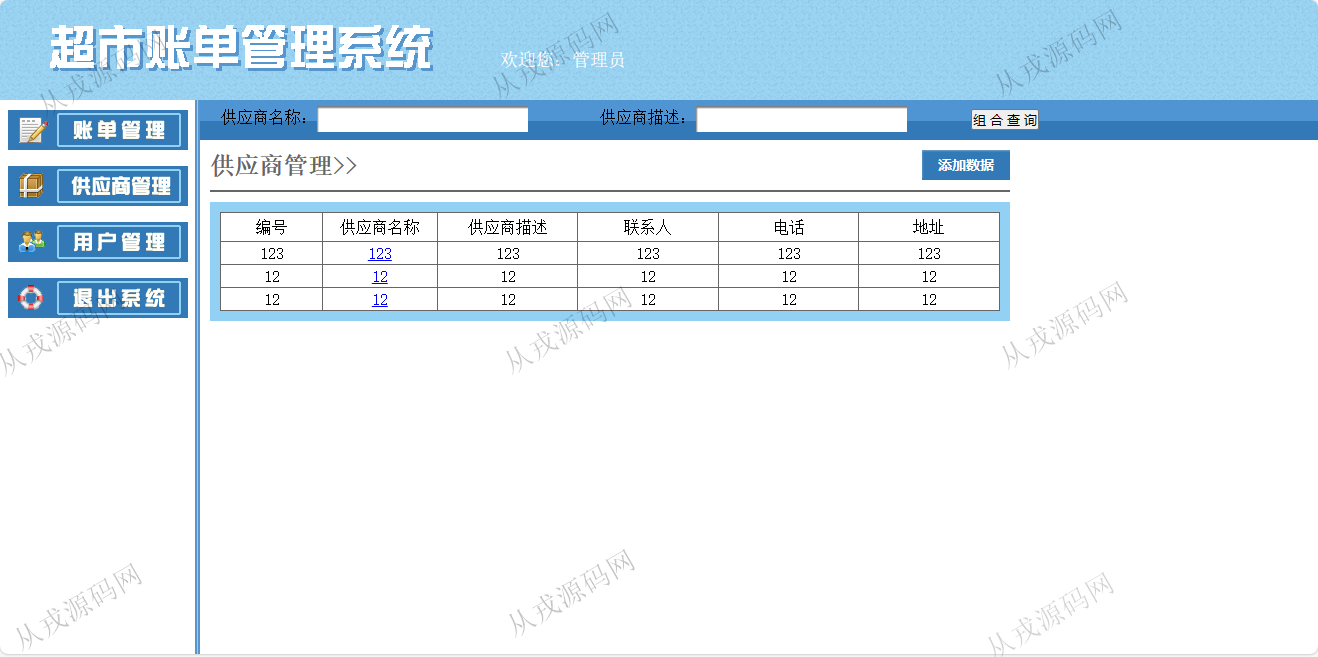 超市账单管理系统
欢迎您：管理员
账单管理
供应商管理
用户管理
退出系统
供应商名称：
供应商描述：
组合查询
供应商管理>>
添加数据
编号 供应商名称 供应商描述 联系人 电话 地址
123 123 123 123 123 123
12 12 12 12 12 12
12 12 12 12 12 12
从戎源码网
从戎源码网
从戎源码网
从戎源码网
从戎源码网
从戎源码网
从戎源码网
从戎源码网
从戎源码网